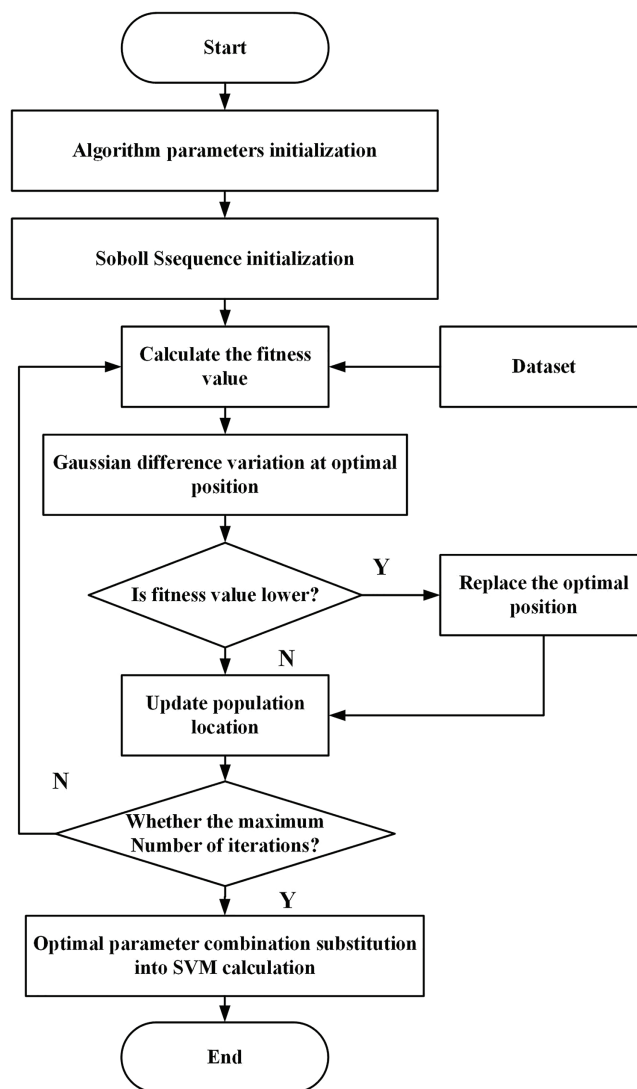 Start
Algorithm parameters initialization
Soboll Ssequence initialization
Calculate the fitness
value
Dataset
Gaussian difference variation at optimal
position
Is fitness value lower?
Y
Replace the optimal
position
N
Update population
location
N
Whether the maximum
Number of iterations?
Y
Optimal parameter combination substitution
into SVM calculation
End